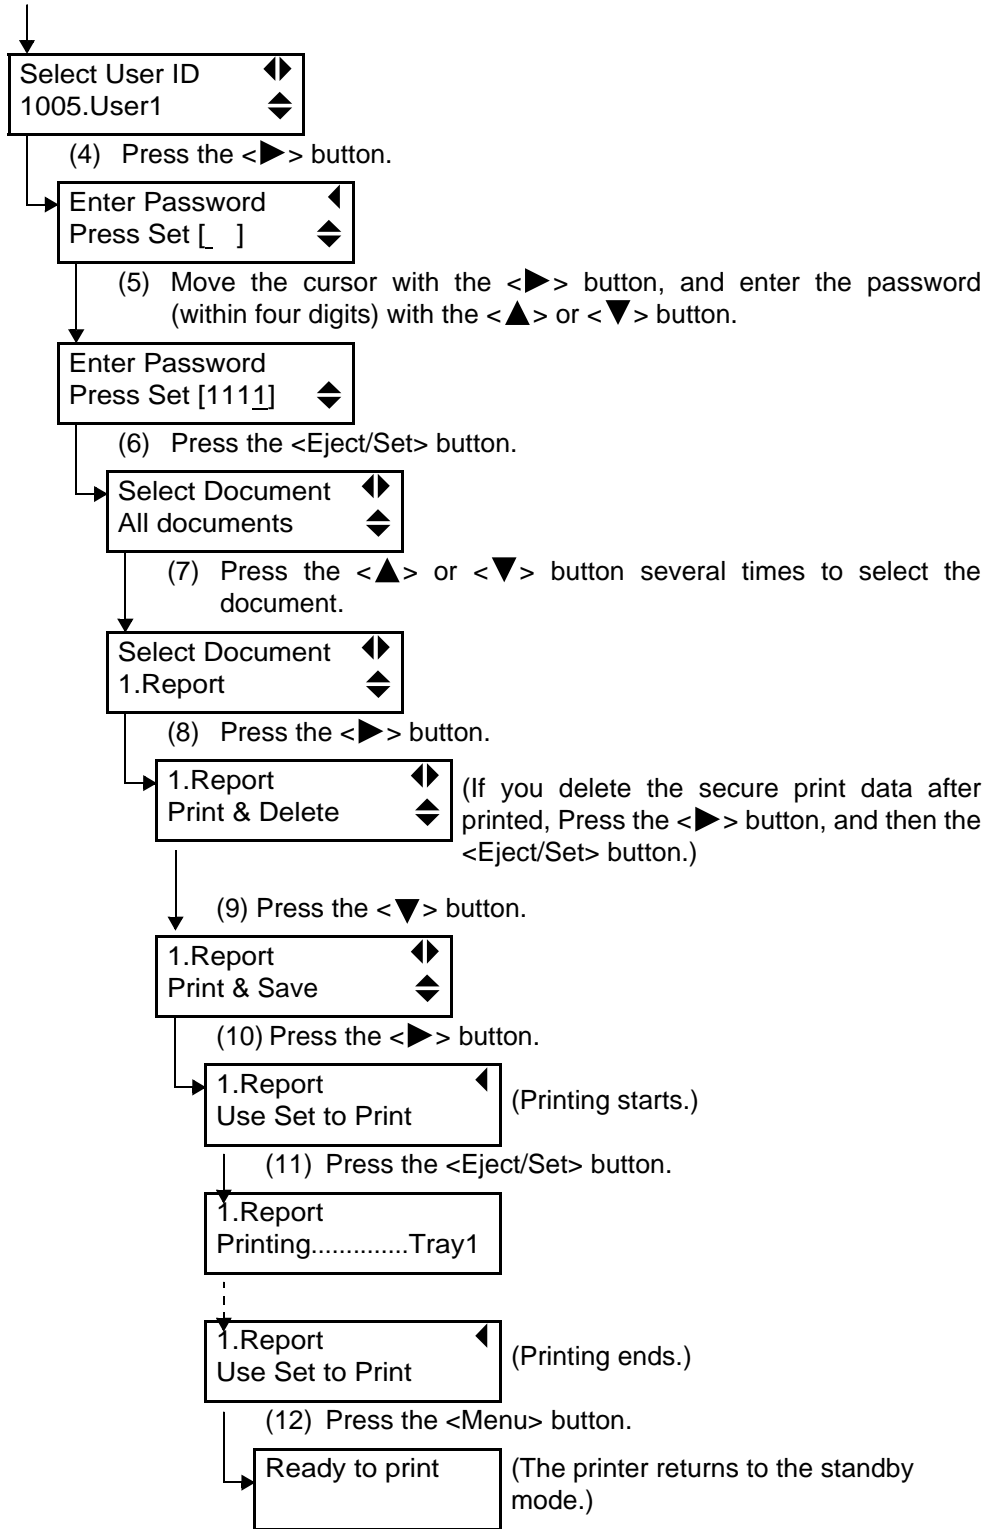 Select User ID ◀▶
1005.User1 ▲▼
(4) Press the <▶> button.
Enter Password ◀
Press Set [_ ] ▲▼
(5) Move the cursor with the <▶> button, and enter the password
(within four digits) with the <▲> or <▼> button.
Enter Password
Press Set [1111] ▲▼
(6) Press the <Eject/Set> button.
Select Document ◀▶
All documents ▲▼
(7) Press the <▲> or <▼> button several times to select the
document.
Select Document ◀▶
1.Report ▲▼
(8) Press the <▶> button.
1.Report ◀▶
Print & Delete ▲▼
(If you delete the secure print data after
printed, Press the <▶> button, and then the
<Eject/Set> button.)
(9) Press the <▼> button.
1.Report ◀▶
Print & Save ▲▼
(10) Press the <▶> button.
1.Report ◀
Use Set to Print
(Printing starts.)
(11) Press the <Eject/Set> button.
1.Report
Printing..............Tray1
1.Report ◀
Use Set to Print
(Printing ends.)
(12) Press the <Menu> button.
Ready to print
(The printer returns to the standby
mode.)